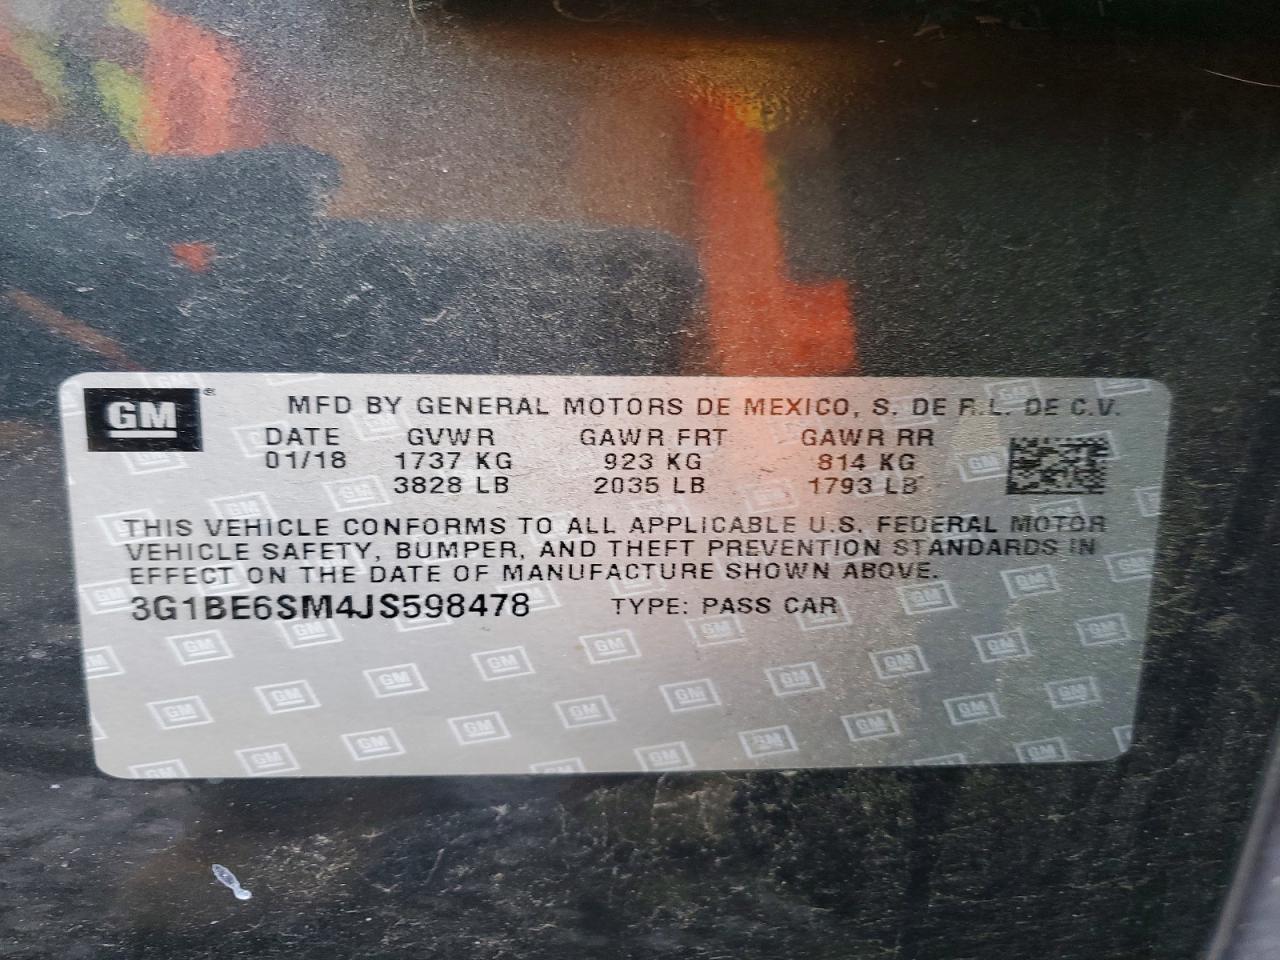 GM
MFD BY GENERAL MOTORS DE MEXICO, S. DE R.L. DE C.V.
DATE GVWR GAWR FRT GAWR RR
01/18 1737 KG 923 KG 814 KG
3828 LB 2035 LB 1793 LB
THIS VEHICLE CONFORMS TO ALL APPLICABLE U.S. FEDERAL MOTOR
VEHICLE SAFETY, BUMPER, AND THEFT PREVENTION STANDARDS IN
EFFECT ON THE DATE OF MANUFACTURE SHOWN ABOVE.
3G1BE6SM4JS598478 TYPE: PASS CAR